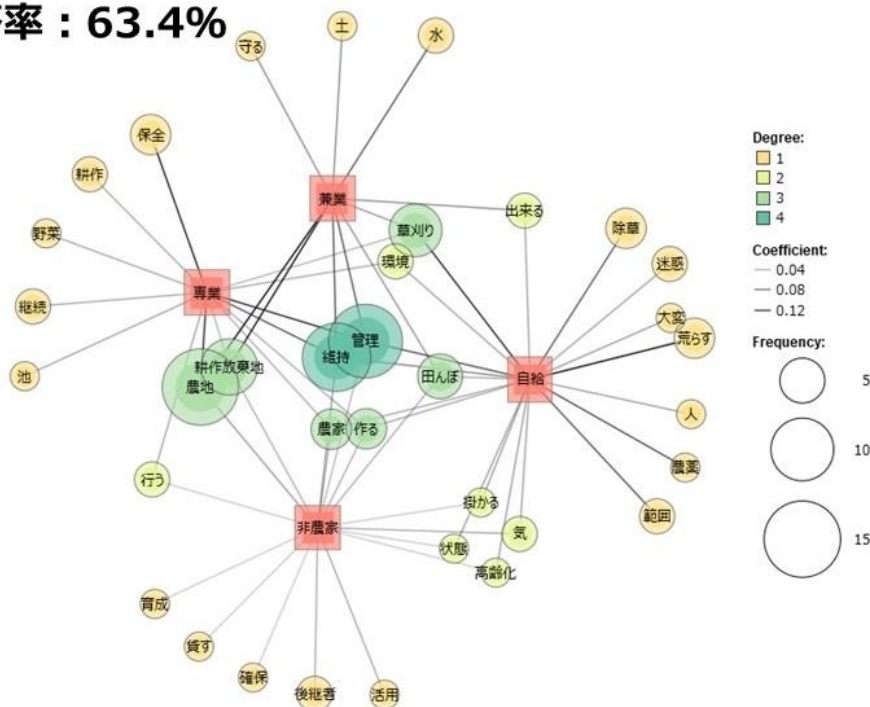 率：63.4%
守る
土
水
保全
耕作
野菜
継続
池
兼業
専業
草刈り
環境
出来る
除草
迷惑
大変
荒らす
管理
維持
耕作放棄地
農地
田んぼ
自給
人
農薬
範囲
農家
作る
行う
掛かる
気
状態
高齢化
非農家
育成
貸す
確保
後継者
活用
Degree:
1
2
3
4
Coefficient:
0.04
0.08
0.12
Frequency:
5
10
15